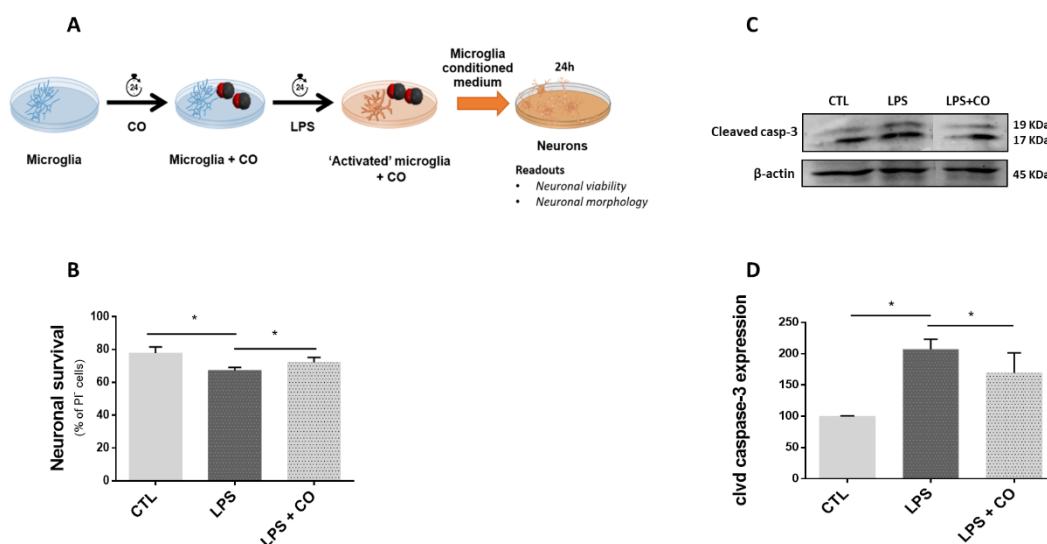 A
24
CO
24
LPS
Microglia
conditioned
medium
24h
Microglia
Microglia + CO
'Activated' microglia
+ CO
Neurons
Readouts
• Neuronal viability
• Neuronal morphology
C
CTL LPS LPS+CO
Cleaved casp-3
19 KDa
17 KDa
β-actin
45 KDa
B
Neuronal survival
(% of PI⁻ cells)
100
80
60
40
20
0
* *
CTL
LPS
LPS + CO
D
clvd caspase-3 expression
250
200
150
100
50
0
* *
CTL
LPS
LPS + CO